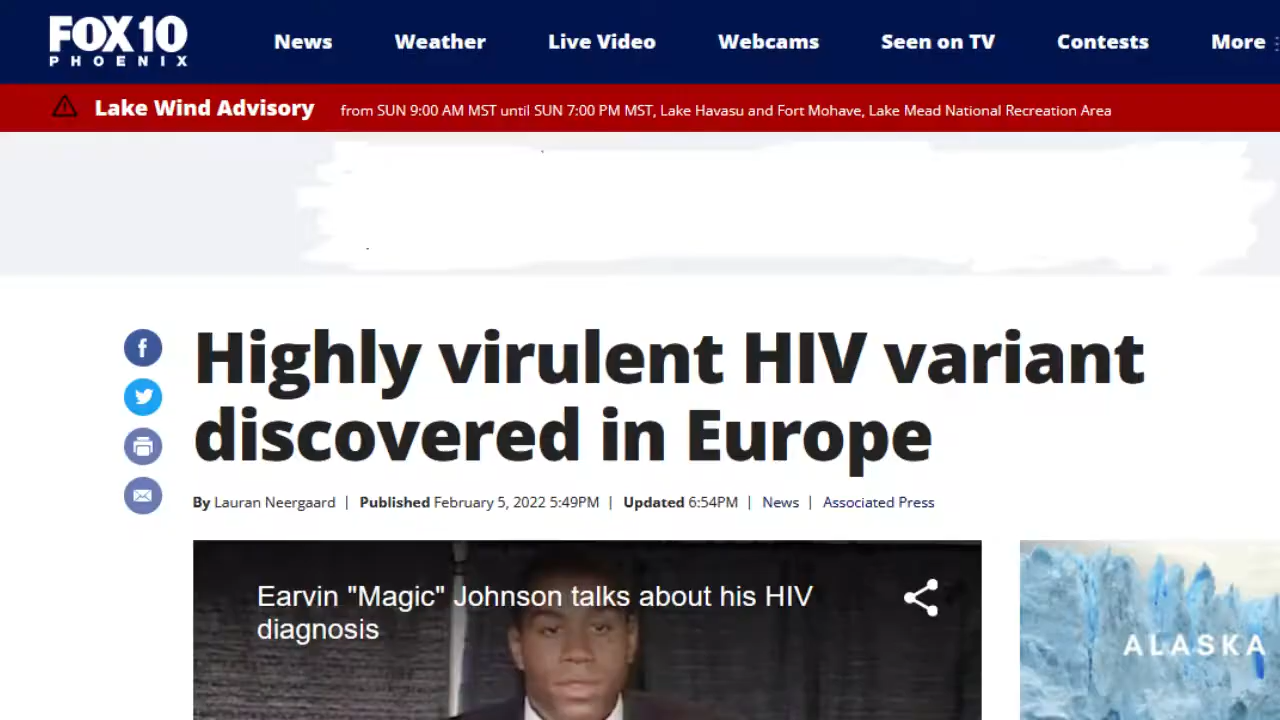 FOX 10
PHOENIX
News Weather Live Video Webcams Seen on TV Contests More
Lake Wind Advisory from SUN 9:00 AM MST until SUN 7:00 PM MST, Lake Havasu and Fort Mohave, Lake Mead National Recreation Area
Highly virulent HIV variant
discovered in Europe
By Lauran Neergaard | Published February 5, 2022 5:49PM | Updated 6:54PM | News | Associated Press
Earvin "Magic" Johnson talks about his HIV
diagnosis
ALASKA